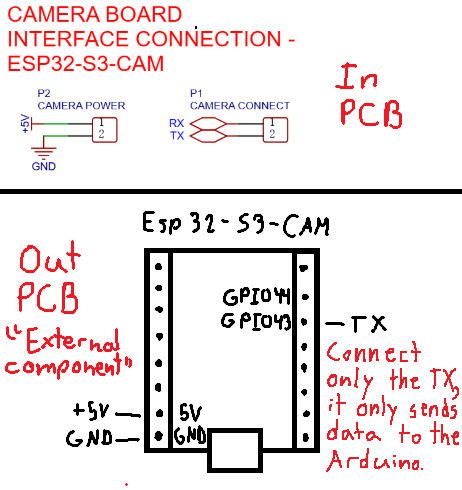 CAMERA BOARD
INTERFACE CONNECTION -
ESP32-S3-CAM
P2
CAMERA POWER
+5V
1
2
GND
P1
CAMERA CONNECT
RX
TX
1
2
In
PCB
Esp32-S3-CAM
Out
PCB
"External
component"
GPIO44
GPIO43
- TX
Connect
only the TX,
it only sends
data to the
Arduino.
+5V
5V
GND
GND